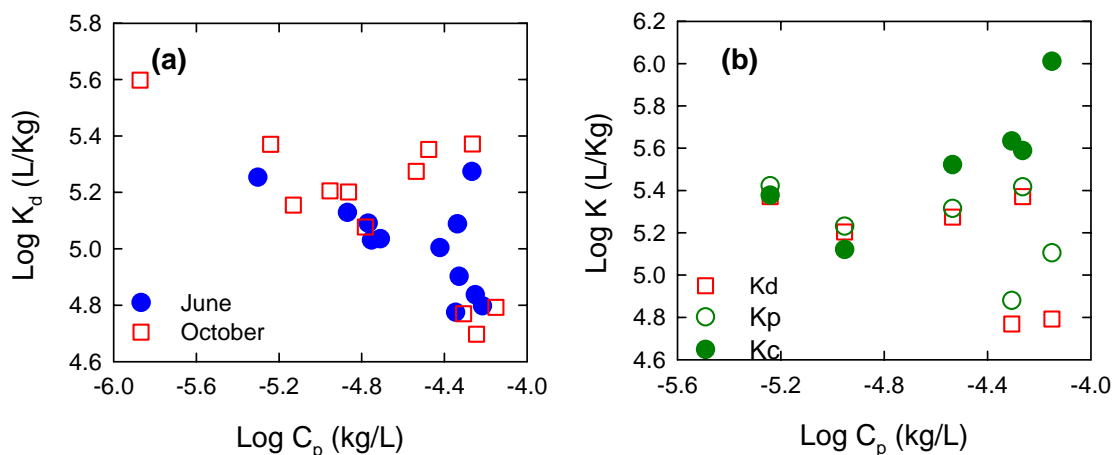 (a)
Log K_d (L/Kg)
5.8
5.6
5.4
5.2
5.0
4.8
4.6
June
October
-6.0 -5.6 -5.2 -4.8 -4.4 -4.0
Log C_p (kg/L)
(b)
Log K (L/Kg)
6.2
6.0
5.8
5.6
5.4
5.2
5.0
4.8
4.6
Kd
Kp
Kc
-5.6 -5.2 -4.8 -4.4 -4.0
Log C_p (kg/L)